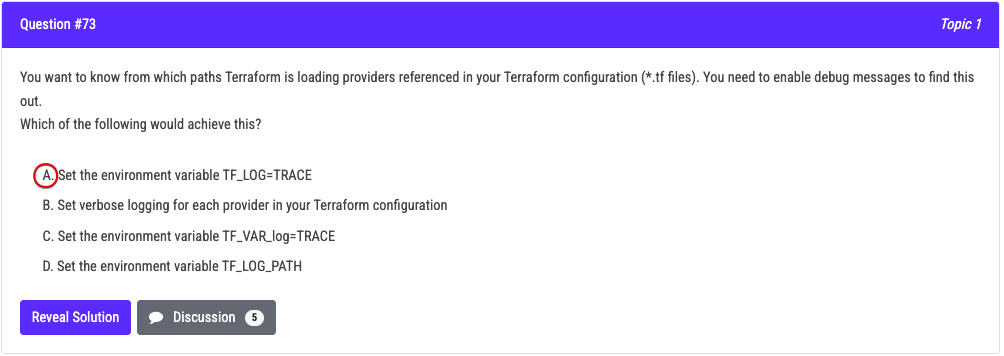 Question #73
Topic 1
You want to know from which paths Terraform is loading providers referenced in your Terraform configuration (*.tf files). You need to enable debug messages to find this
out.
Which of the following would achieve this?
A. Set the environment variable TF_LOG=TRACE
B. Set verbose logging for each provider in your Terraform configuration
C. Set the environment variable TF_VAR_log=TRACE
D. Set the environment variable TF_LOG_PATH
Reveal Solution
Discussion 5